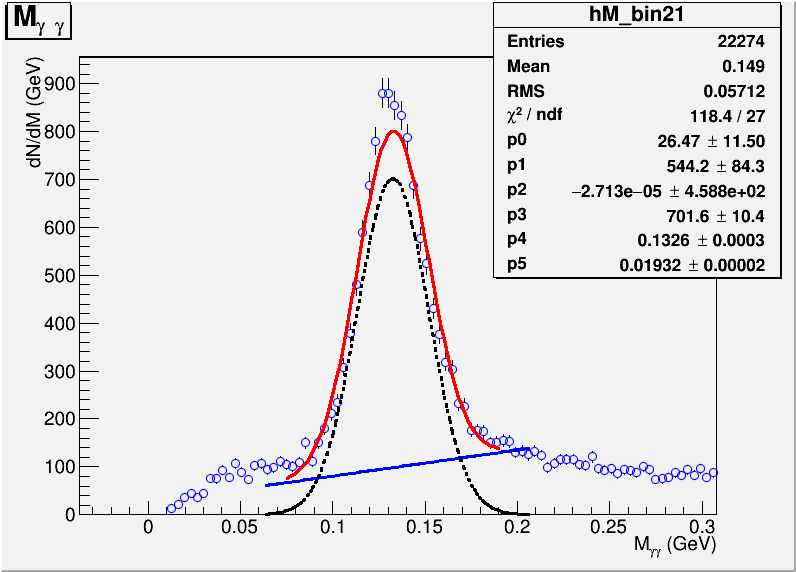 M_γ γ
hM_bin21
Entries 22274
Mean 0.149
RMS 0.05712
χ² / ndf 118.4 / 27
p0 26.47 ± 11.50
p1 544.2 ± 84.3
p2 −2.713e−05 ± 4.588e+02
p3 701.6 ± 10.4
p4 0.1326 ± 0.0003
p5 0.01932 ± 0.00002
dN/dM (GeV)
900
800
700
600
500
400
300
200
100
0
0 0.05 0.1 0.15 0.2 0.25 0.3
M_γγ (GeV)